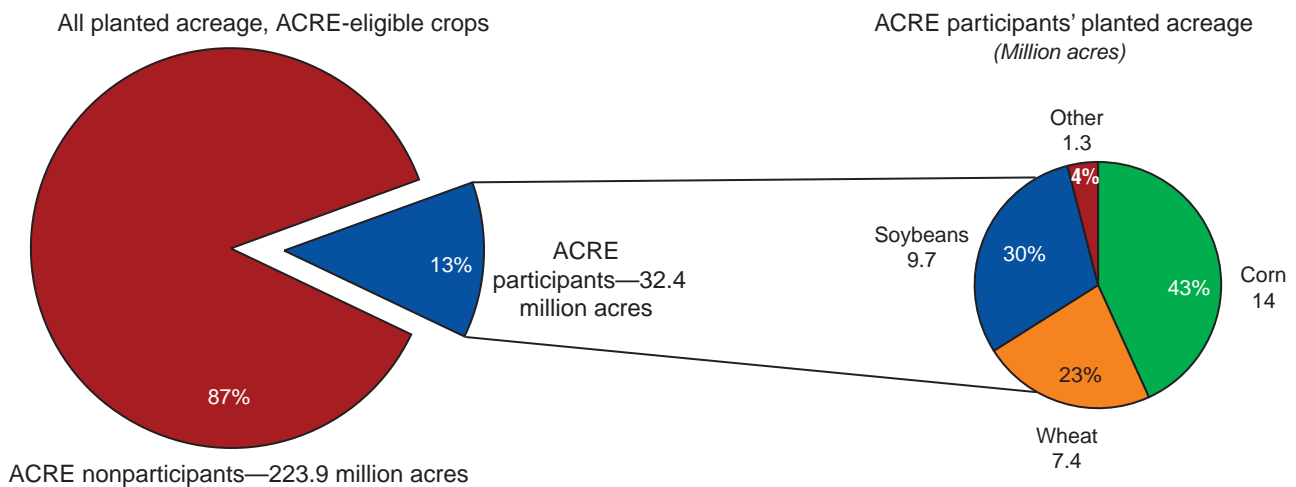 All planted acreage, ACRE-eligible crops
87%
ACRE nonparticipants—223.9 million acres
13%
ACRE
participants—32.4
million acres
ACRE participants’ planted acreage
(Million acres)
Other
1.3
4%
Soybeans
9.7
30%
43%
Corn
14
23%
Wheat
7.4